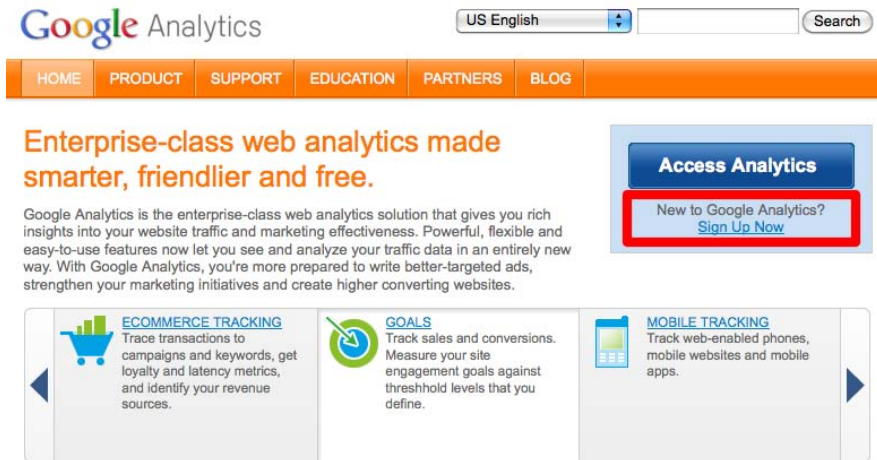 Google Analytics
US English
Search
HOME PRODUCT SUPPORT EDUCATION PARTNERS BLOG
Enterprise-class web analytics made
smarter, friendlier and free.
Google Analytics is the enterprise-class web analytics solution that gives you rich
insights into your website traffic and marketing effectiveness. Powerful, flexible and
easy-to-use features now let you see and analyze your traffic data in an entirely new
way. With Google Analytics, you're more prepared to write better-targeted ads,
strengthen your marketing initiatives and create higher converting websites.
Access Analytics
New to Google Analytics?
Sign Up Now
ECOMMERCE TRACKING
Trace transactions to
campaigns and keywords, get
loyalty and latency metrics,
and identify your revenue
sources.
GOALS
Track sales and conversions.
Measure your site
engagement goals against
threshhold levels that you
define.
MOBILE TRACKING
Track web-enabled phones,
mobile websites and mobile
apps.